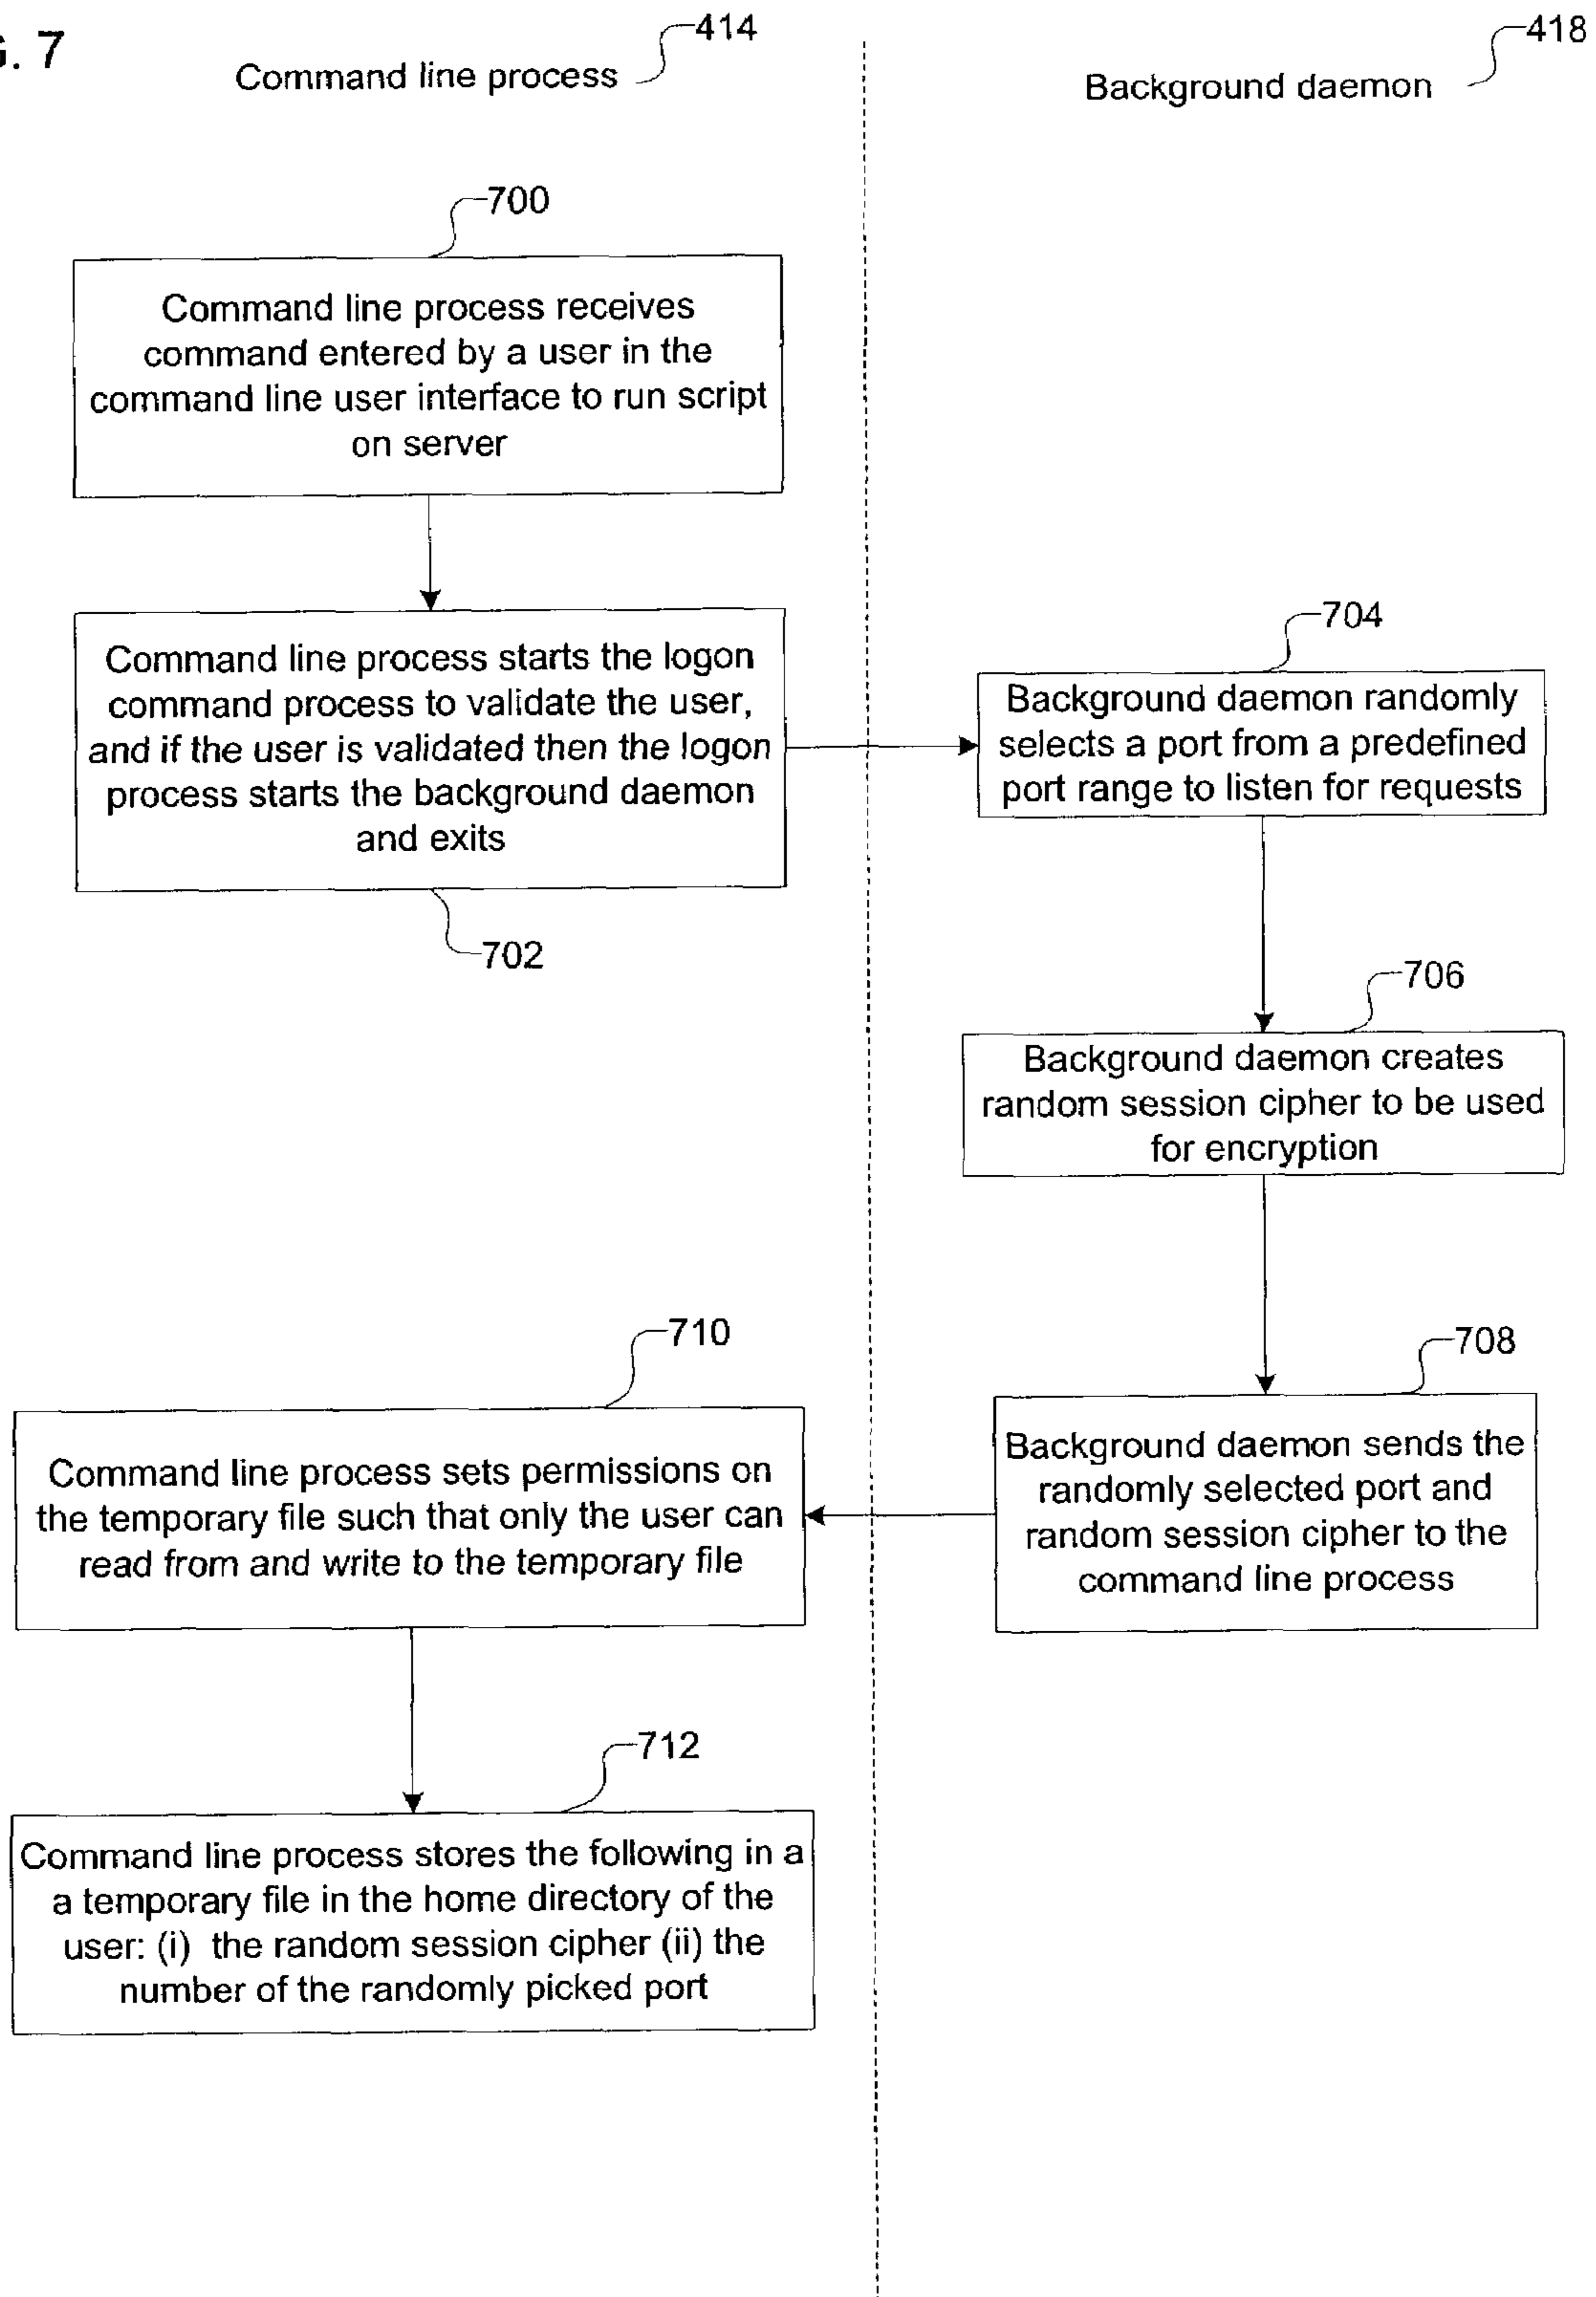 . 7
414
Command line process
418
Background daemon
700
Command line process receives
command entered by a user in the
command line user interface to run script
on server
Command line process starts the logon
command process to validate the user,
and if the user is validated then the logon
process starts the background daemon
and exits
702
704
Background daemon randomly
selects a port from a predefined
port range to listen for requests
706
Background daemon creates
random session cipher to be used
for encryption
708
Background daemon sends the
randomly selected port and
random session cipher to the
command line process
710
Command line process sets permissions on
the temporary file such that only the user can
read from and write to the temporary file
712
Command line process stores the following in a
a temporary file in the home directory of the
user: (i) the random session cipher (ii) the
number of the randomly picked port